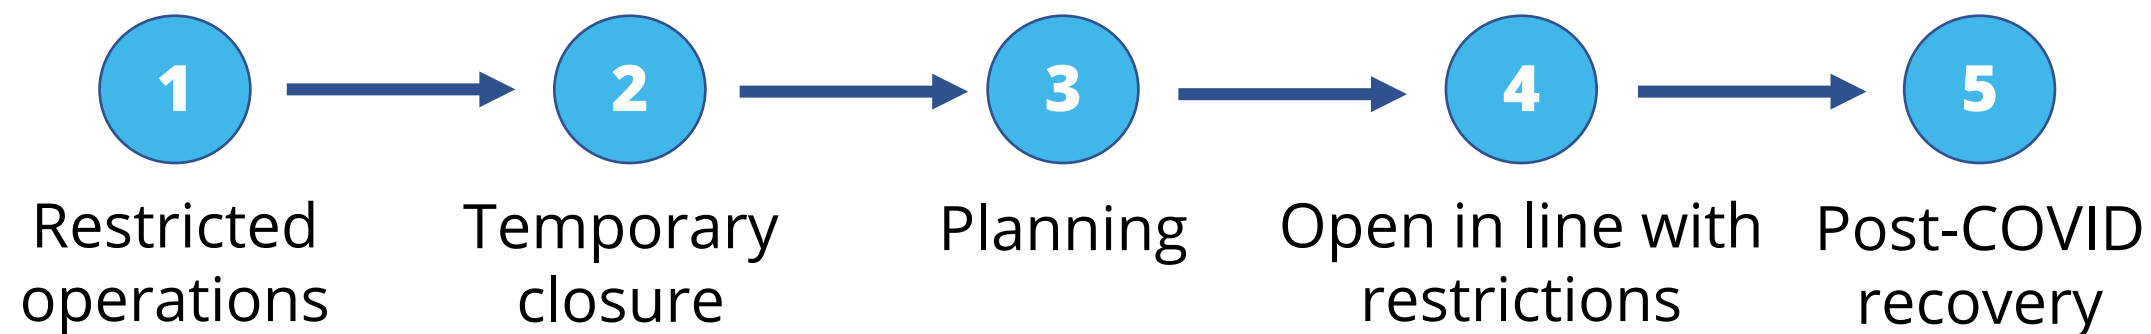 1
2
3
4
5
Restricted
operations
Temporary
closure
Planning
Open in line with
restrictions
Post-COVID
recovery